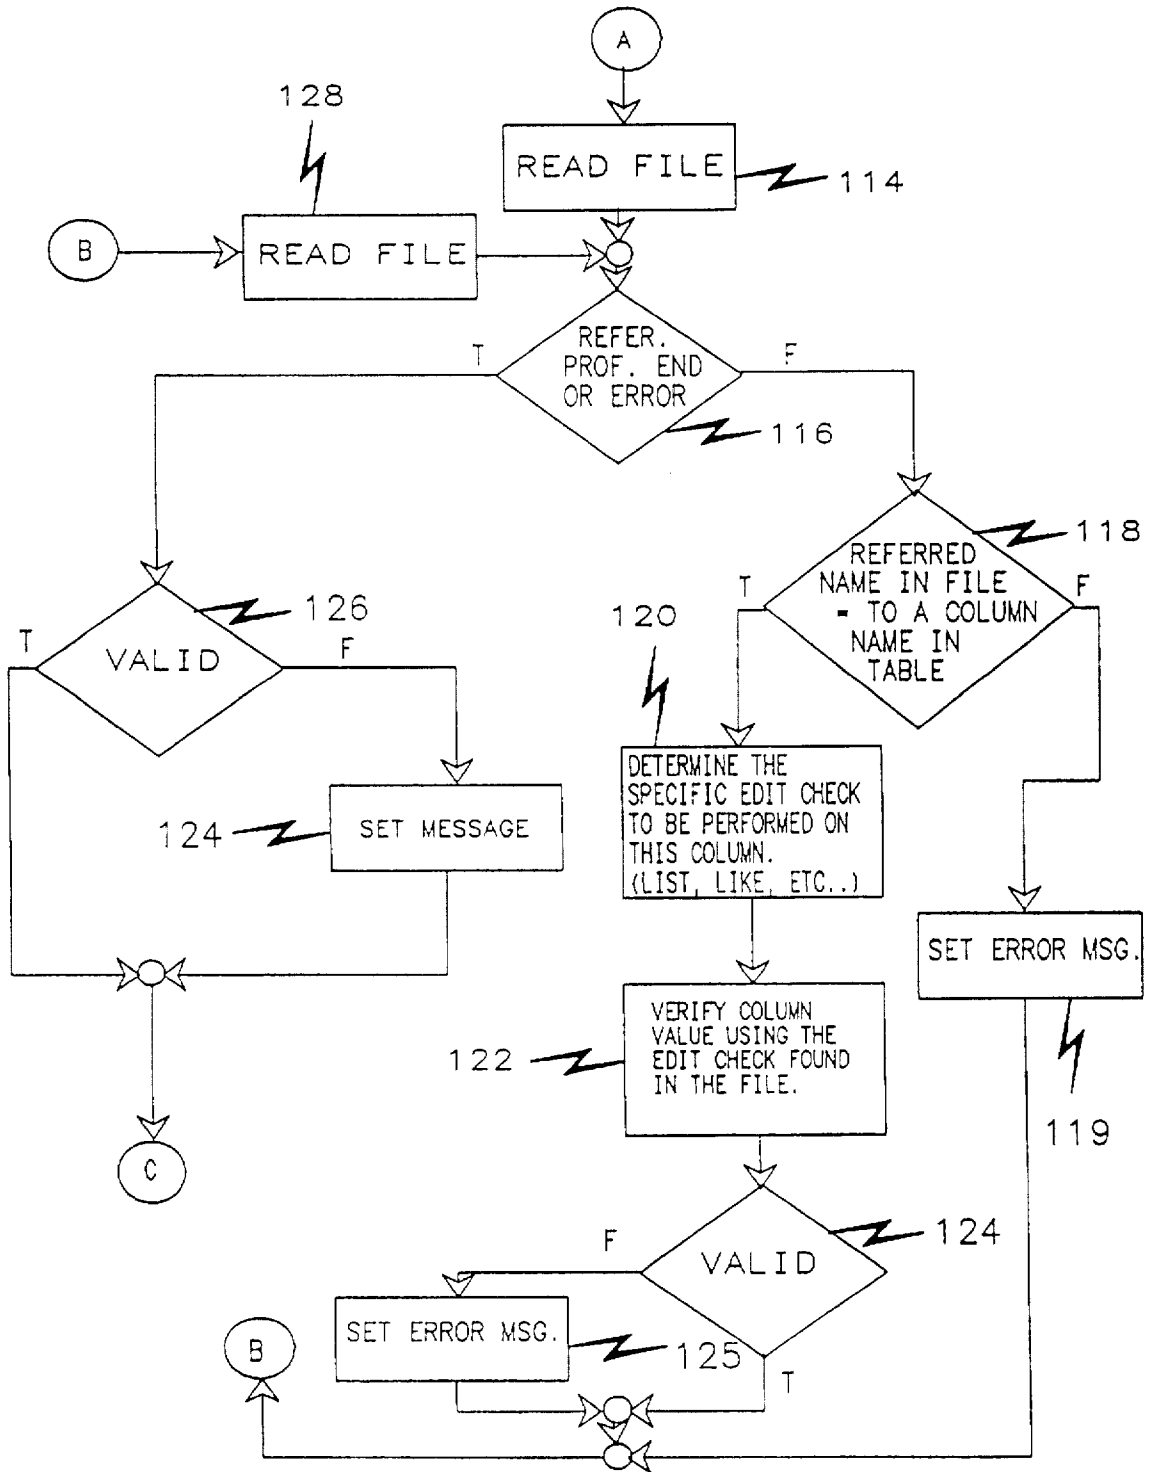 A
128
READ FILE
114
B
READ FILE
T
REFER.
PROF. END
OR ERROR
F
116
118
REFERRED
NAME IN FILE
= TO A COLUMN
NAME IN
TABLE
T
F
126
T
VALID
F
120
DETERMINE THE
SPECIFIC EDIT CHECK
TO BE PERFORMED ON
THIS COLUMN.
(LIST, LIKE, ETC..)
124
SET MESSAGE
SET ERROR MSG.
VERIFY COLUMN
VALUE USING THE
EDIT CHECK FOUND
IN THE FILE.
122
119
C
F
VALID
124
SET ERROR MSG.
125
B
T